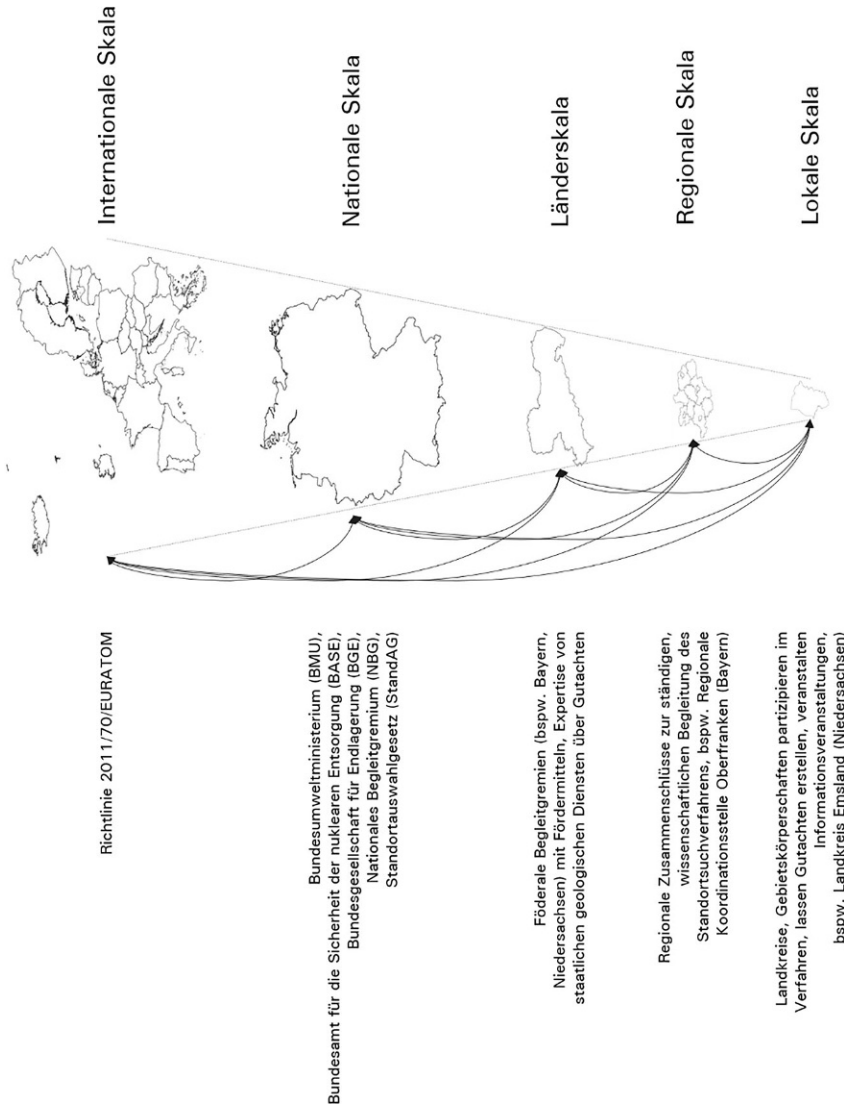 Internationale Skala
Nationale Skala
Länderskala
Regionale Skala
Lokale Skala
Richtlinie 2011/70/EURATOM
Bundesumweltministerium (BMU),
Bundesamt für die Sicherheit der nuklearen Entsorgung (BASE),
Bundesgesellschaft für Endlagerung (BGE),
Nationales Begleitgremium (NBG),
Standortauswahlgesetz (StandAG)
Föderale Begleitgremien (bspw. Bayern,
Niedersachsen) mit Fördermitteln, Expertise von
staatlichen geologischen Diensten über Gutachten
Regionale Zusammenschlüsse zur ständigen,
wissenschaftlichen Begleitung des
Standortsuchverfahrens, bspw. Regionale
Koordinationsstelle Oberfranken (Bayern)
Landkreise, Gebietskörperschaften partizipieren im
Verfahren, lassen Gutachten erstellen, veranstalten
Informationsveranstaltungen,
bspw. Landkreis Emsland (Niedersachsen)